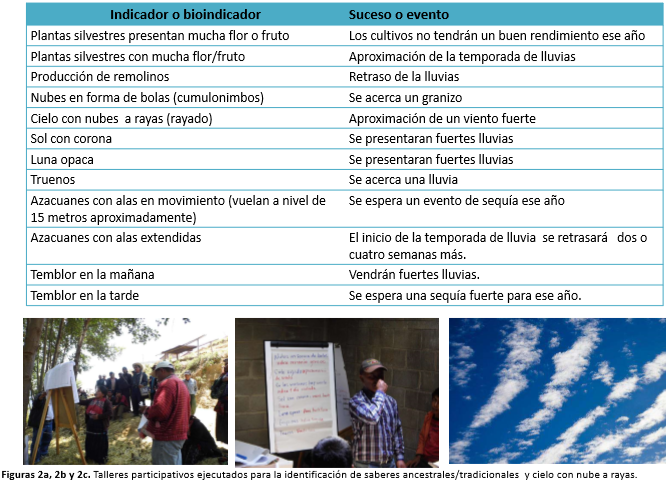 Indicador o bioindicador Suceso o evento
Plantas silvestres presentan mucha flor o fruto Los cultivos no tendrán un buen rendimiento ese año
Plantas silvestres con mucha flor/fruto Aproximación de la temporada de lluvias
Producción de remolinos Retraso de la lluvias
Nubes en forma de bolas (cumulonimbos) Se acerca un granizo
Cielo con nubes a rayas (rayado) Aproximación de un viento fuerte
Sol con corona Se presentaran fuertes lluvias
Luna opaca Se presentaran fuertes lluvias
Truenos Se acerca una lluvia
Azacuanes con alas en movimiento (vuelan a nivel de
15 metros aproximadamente)
Se espera un evento de sequía ese año
Azacuanes con alas extendidas
El inicio de la temporada de lluvia se retrasará dos o
cuatro semanas más.
Temblor en la mañana Vendrán fuertes lluvias.
Temblor en la tarde Se espera una sequía fuerte para ese año.
Figuras 2a, 2b y 2c. Talleres participativos ejecutados para la identificación de saberes ancestrales/tradicionales y cielo con nube a rayas.